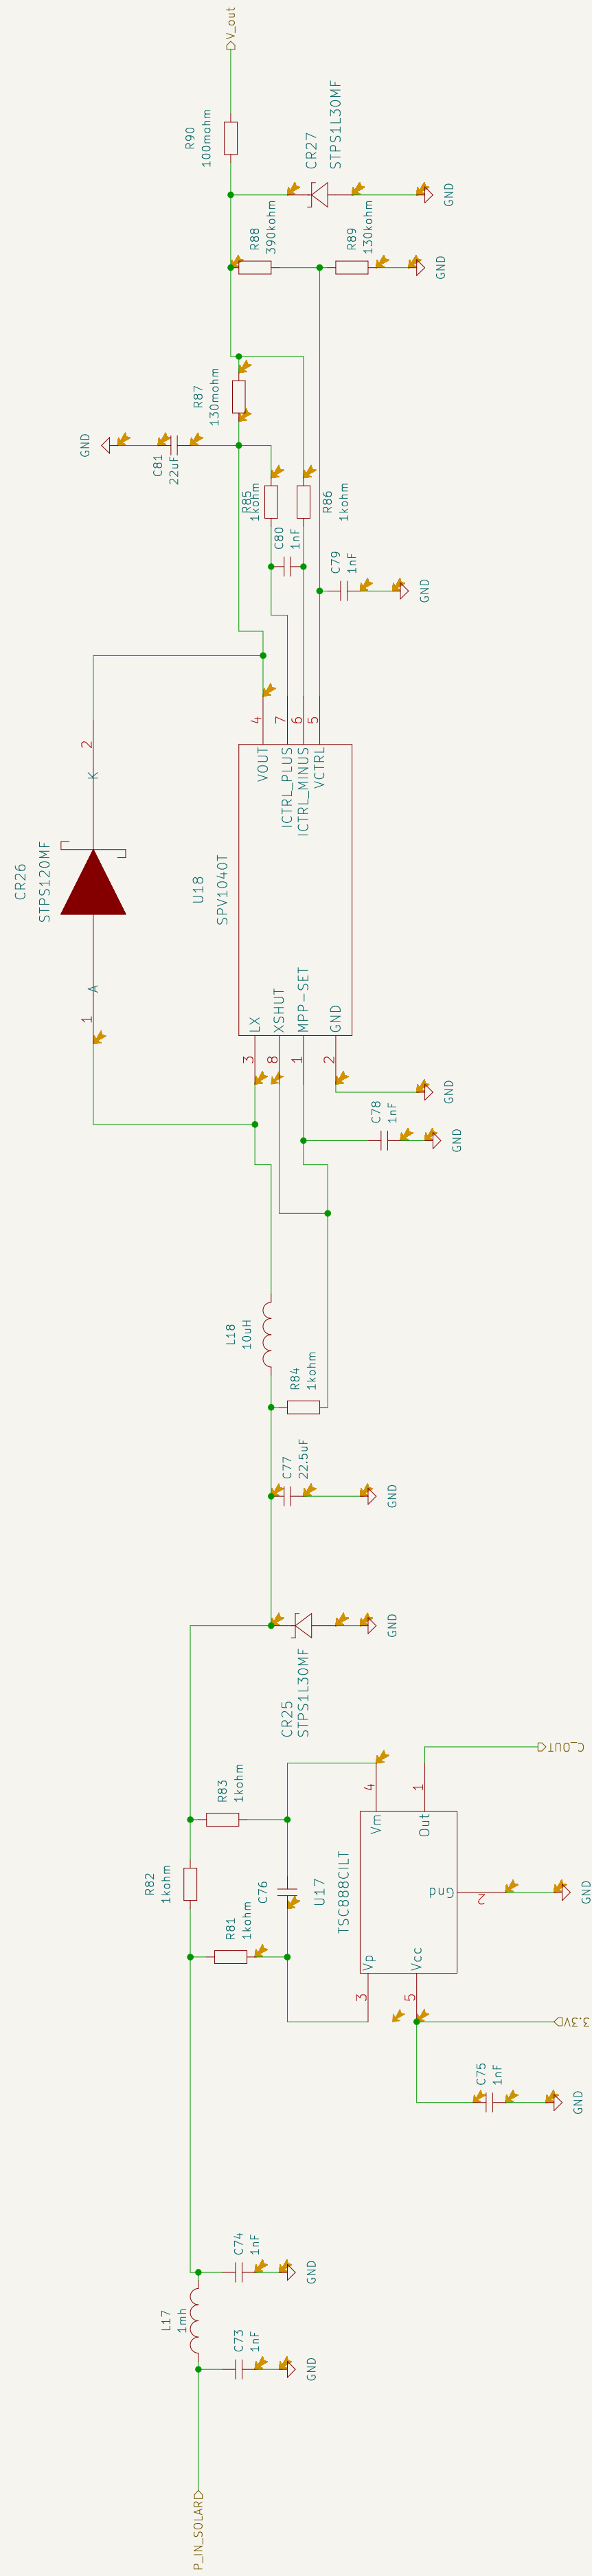 V_out
R90
100mohm
CR27
STPS1L30MF
GND
R88
390kohm
R89
130kohm
GND
R87
130mohm
GND
C81
22uF
R85
1kohm
R86
1kohm
C80
1nF
C79
1nF
GND
4
7
6
5
VOUT
ICTRL_PLUS
ICTRL_MINUS
VCTRL
2
K
CR26
STPS120MF
A
1
U18
SPV1040T
LX
XSHUT
MPP-SET
GND
3
8
1
2
GND
C78
1nF
GND
L18
10uH
R84
1kohm
C77
22.5uF
GND
GND
CR25
STPS1L30MF
C_OUT
R83
1kohm
4
1
Vm
Out
R82
1kohm
C76
U17
TSC888CILT
Gnd
2
GND
R81
1kohm
Vp
Vcc
3
5
3.3V
C75
1nF
GND
C74
1nF
GND
L17
1mh
C73
1nF
GND
P_IN_SOLAR